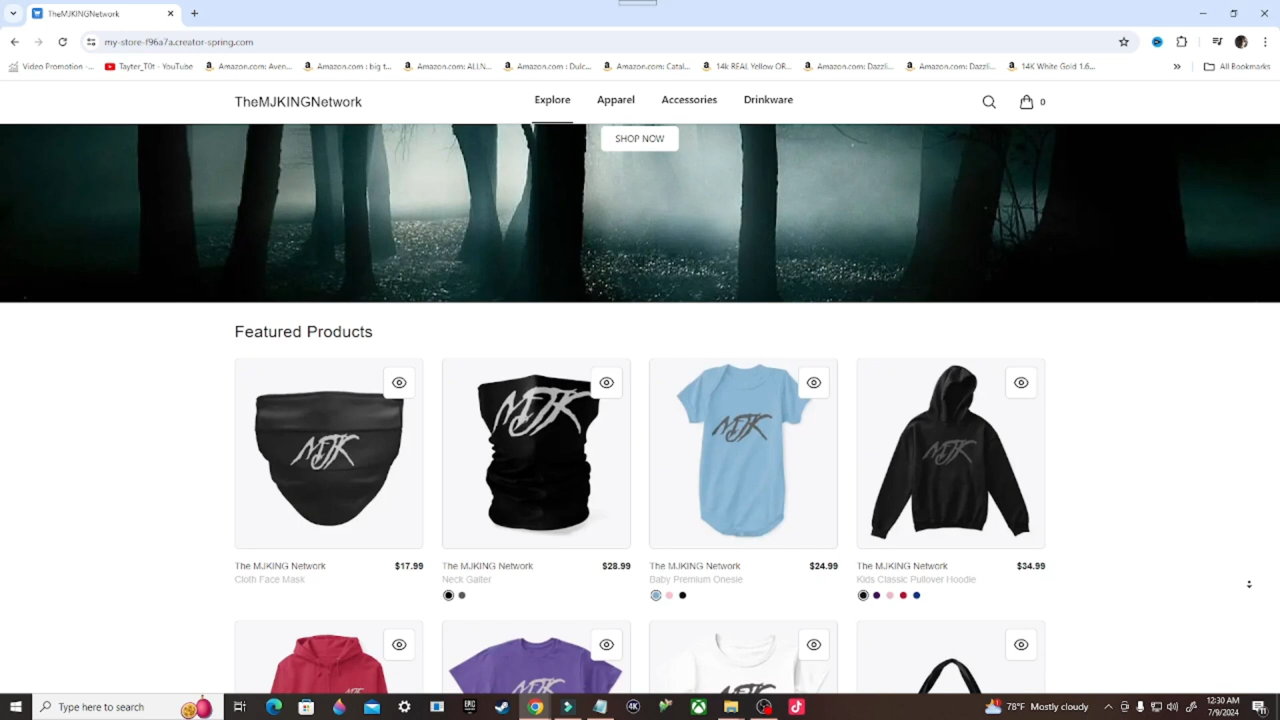 TheMJKINGNetwork
my-store-f96a7a.creator-spring.com
Video Promotion -... Tayter_T0t - YouTube Amazon.com: Aven... Amazon.com : big t... Amazon.com: ALLN... Amazon.com : Dulc... Amazon.com: Catal... 14k REAL Yellow OR... Amazon.com: Dazzli... Amazon.com: Dazzli... 14K White Gold 1.6... » All Bookmarks
TheMJKINGNetwork Explore Apparel Accessories Drinkware 0
SHOP NOW
Featured Products
MJK MJK MJK MJK
The MJKING Network $17.99 The MJKING Network $28.99 The MJKING Network $24.99 The MJKING Network $34.99
Cloth Face Mask Neck Gaiter Baby Premium Onesie Kids Classic Pullover Hoodie
Type here to search EPIC GAMES 4K 78°F Mostly cloudy 12:30 AM
7/9/2024